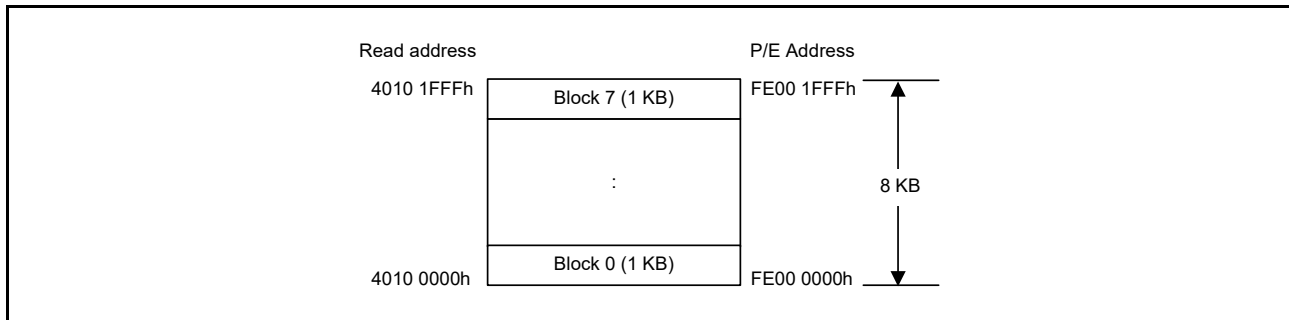 Read address P/E Address
4010 1FFFh Block 7 (1 KB) FE00 1FFFh
: 8 KB
4010 0000h Block 0 (1 KB) FE00 0000h